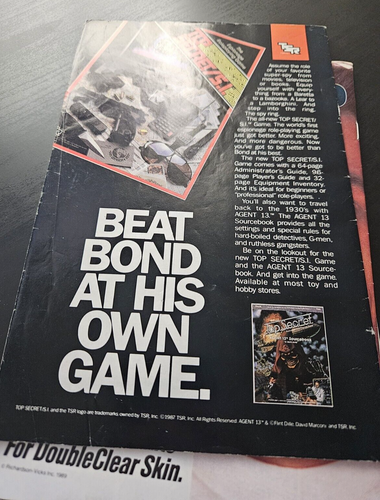 TSR
Assume the role
of your favorite
super-spy from
movies, television
or books. Equip
yourself with every-
thing from a Baretta
to a bazooka. A Lear to
a Lamborghini. And
step into the ring.
The spy ring.
The all-new TOP SECRET/
S.I.™ Game. The world's first
espionage role-playing game
just got better. More exciting.
And more dangerous. Now
you've got to be better than
Bond at his best.
The new TOP SECRET/S.I.
Game comes with a 64-page
Administrator's Guide, 96-
page Player's Guide and 32-
page Equipment Inventory.
And it's ideal for beginners or
"professional" role-players.
You'll also want to travel
back to the 1930's with
AGENT 13.™ The AGENT 13
Sourcebook provides all the
settings and special rules for
hard-boiled detectives, G-men,
and ruthless gangsters.
Be on the lookout for the
new TOP SECRET/S.I. Game
and the AGENT 13 Source-
book. And get into the game.
Available at most toy and
hobby stores.
BEAT
BOND
AT HIS
OWN
GAME.
Top Secret
Sourcebook
TOP SECRET/S.I. and the TSR logo are trademarks owned by TSR, Inc. ©1987 TSR, Inc. All Rights Reserved. AGENT 13™ & ©Flint Dille, David Marconi and TSR, Inc.
For DoubleClear Skin.
© Richardson-Vicks Inc. 1985